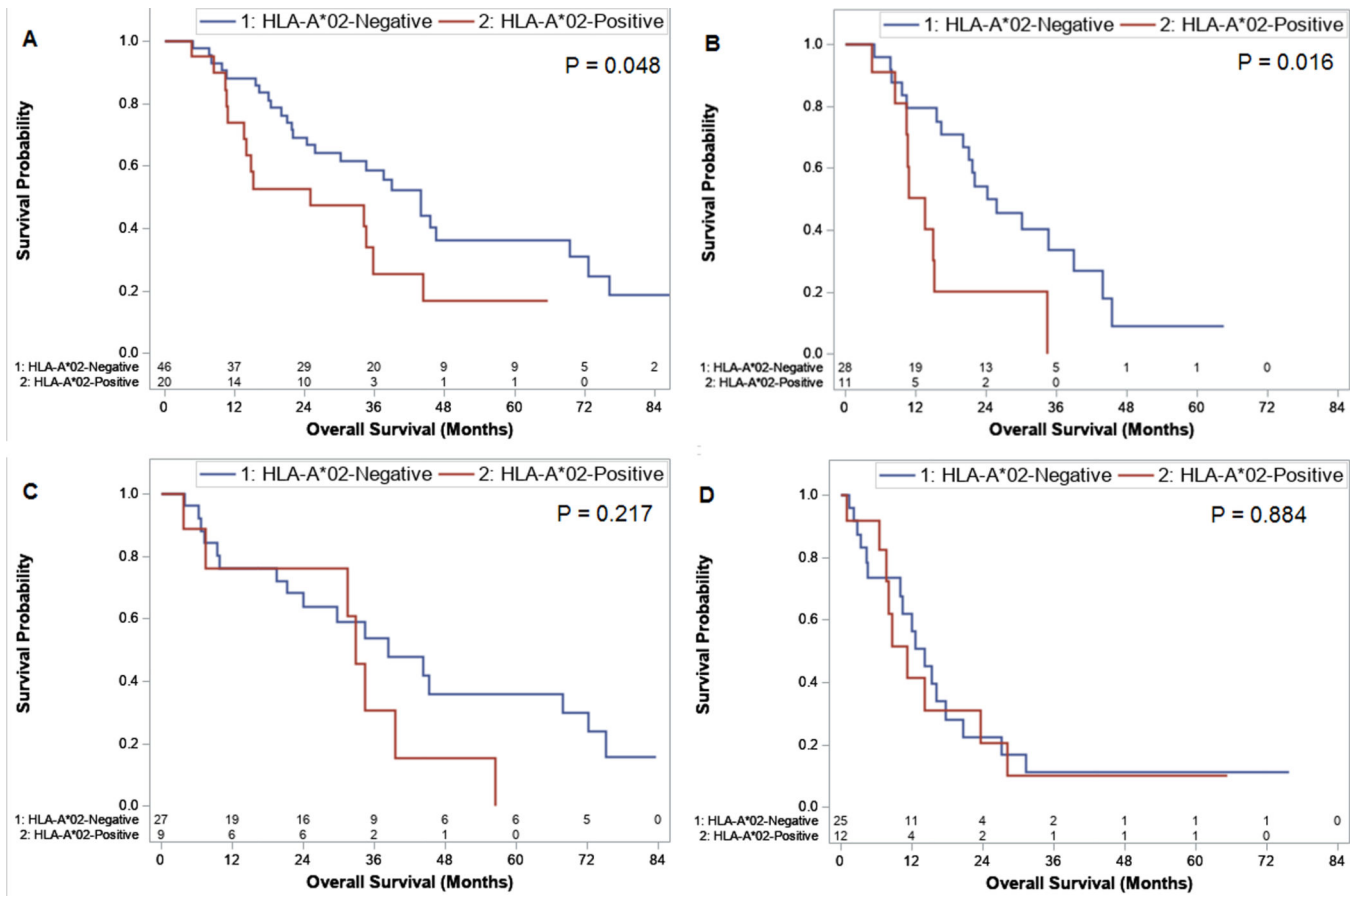 A
1: HLA-A*02-Negative 2: HLA-A*02-Positive
P = 0.048
Survival Probability
1.0
0.8
0.6
0.4
0.2
0.0
1: HLA-A*02-Negative 46 37 29 20 9 9 5 2
2: HLA-A*02-Positive 20 14 10 3 1 1 0
0 12 24 36 48 60 72 84
Overall Survival (Months)
B
1: HLA-A*02-Negative 2: HLA-A*02-Positive
P = 0.016
Survival Probability
1.0
0.8
0.6
0.4
0.2
0.0
1: HLA-A*02-Negative 28 19 13 5 1 1 0
2: HLA-A*02-Positive 11 5 2 0
0 12 24 36 48 60 72 84
Overall Survival (Months)
C
1: HLA-A*02-Negative 2: HLA-A*02-Positive
P = 0.217
Survival Probability
1.0
0.8
0.6
0.4
0.2
0.0
1: HLA-A*02-Negative 27 19 16 9 6 6 5 0
2: HLA-A*02-Positive 9 6 6 2 1 0
0 12 24 36 48 60 72 84
Overall Survival (Months)
D
1: HLA-A*02-Negative 2: HLA-A*02-Positive
P = 0.884
Survival Probability
1.0
0.8
0.6
0.4
0.2
0.0
1: HLA-A*02-Negative 25 11 4 2 1 1 1 0
2: HLA-A*02-Positive 12 4 2 1 1 1 0
0 12 24 36 48 60 72 84
Overall Survival (Months)